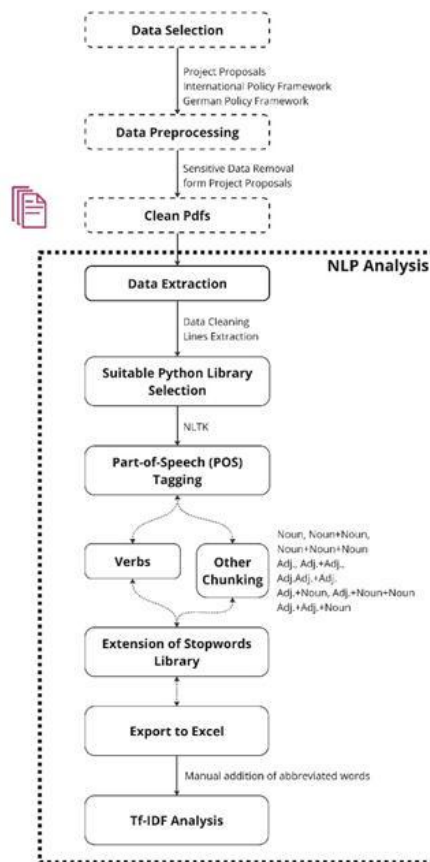 Data Selection
Project Proposals
International Policy Framework
German Policy Framework
Data Preprocessing
Sensitive Data Removal
form Project Proposals
Clean Pdfs
NLP Analysis
Data Extraction
Data Cleaning
Lines Extraction
Suitable Python Library
Selection
NLTK
Part-of-Speech (POS)
Tagging
Verbs
Other
Chunking
Noun, Noun+Noun,
Noun+Noun+Noun
Adj., Adj.+Adj.,
Adj.Adj.+Adj.
Adj.+Noun, Adj.+Noun+Noun
Adj.+Adj.+Noun
Extension of Stopwords
Library
Export to Excel
Manual addition of abbreviated words
Tf-IDF Analysis